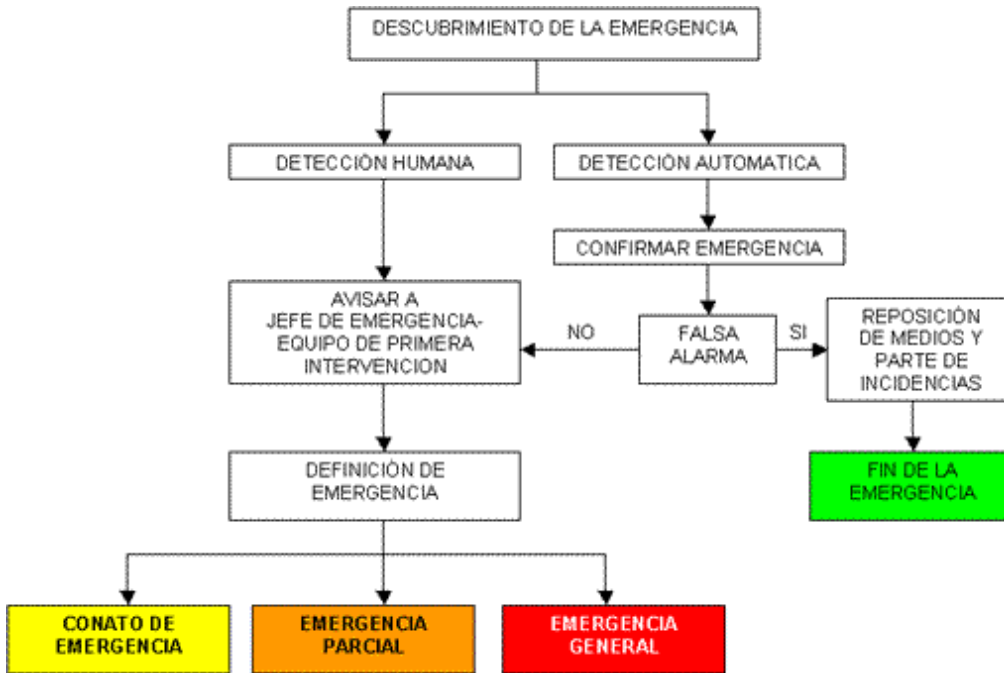 DESCUBRIMIENTO DE LA EMERGENCIA
DETECCIÓN HUMANA
DETECCIÓN AUTOMATICA
CONFIRMAR EMERGENCIA
AVISAR A
JEFE DE EMERGENCIA-
EQUIPO DE PRIMERA
INTERVENCION
NO
FALSA
ALARMA
SI
REPOSICIÓN
DE MEDIOS Y
PARTE DE
INCIDENCIAS
DEFINICIÓN DE
EMERGENCIA
FIN DE LA
EMERGENCIA
CONATO DE
EMERGENCIA
EMERGENCIA
PARCIAL
EMERGENCIA
GENERAL